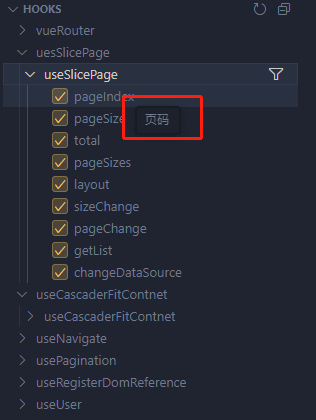 HOOKS
vueRouter
uesSlicePage
useSlicePage
pageIndex
pageSize
页码
total
pageSizes
layout
sizeChange
pageChange
getList
changeDataSource
useCascaderFitContnet
useCascaderFitContnet
useNavigate
usePagination
useRegisterDomReference
useUser